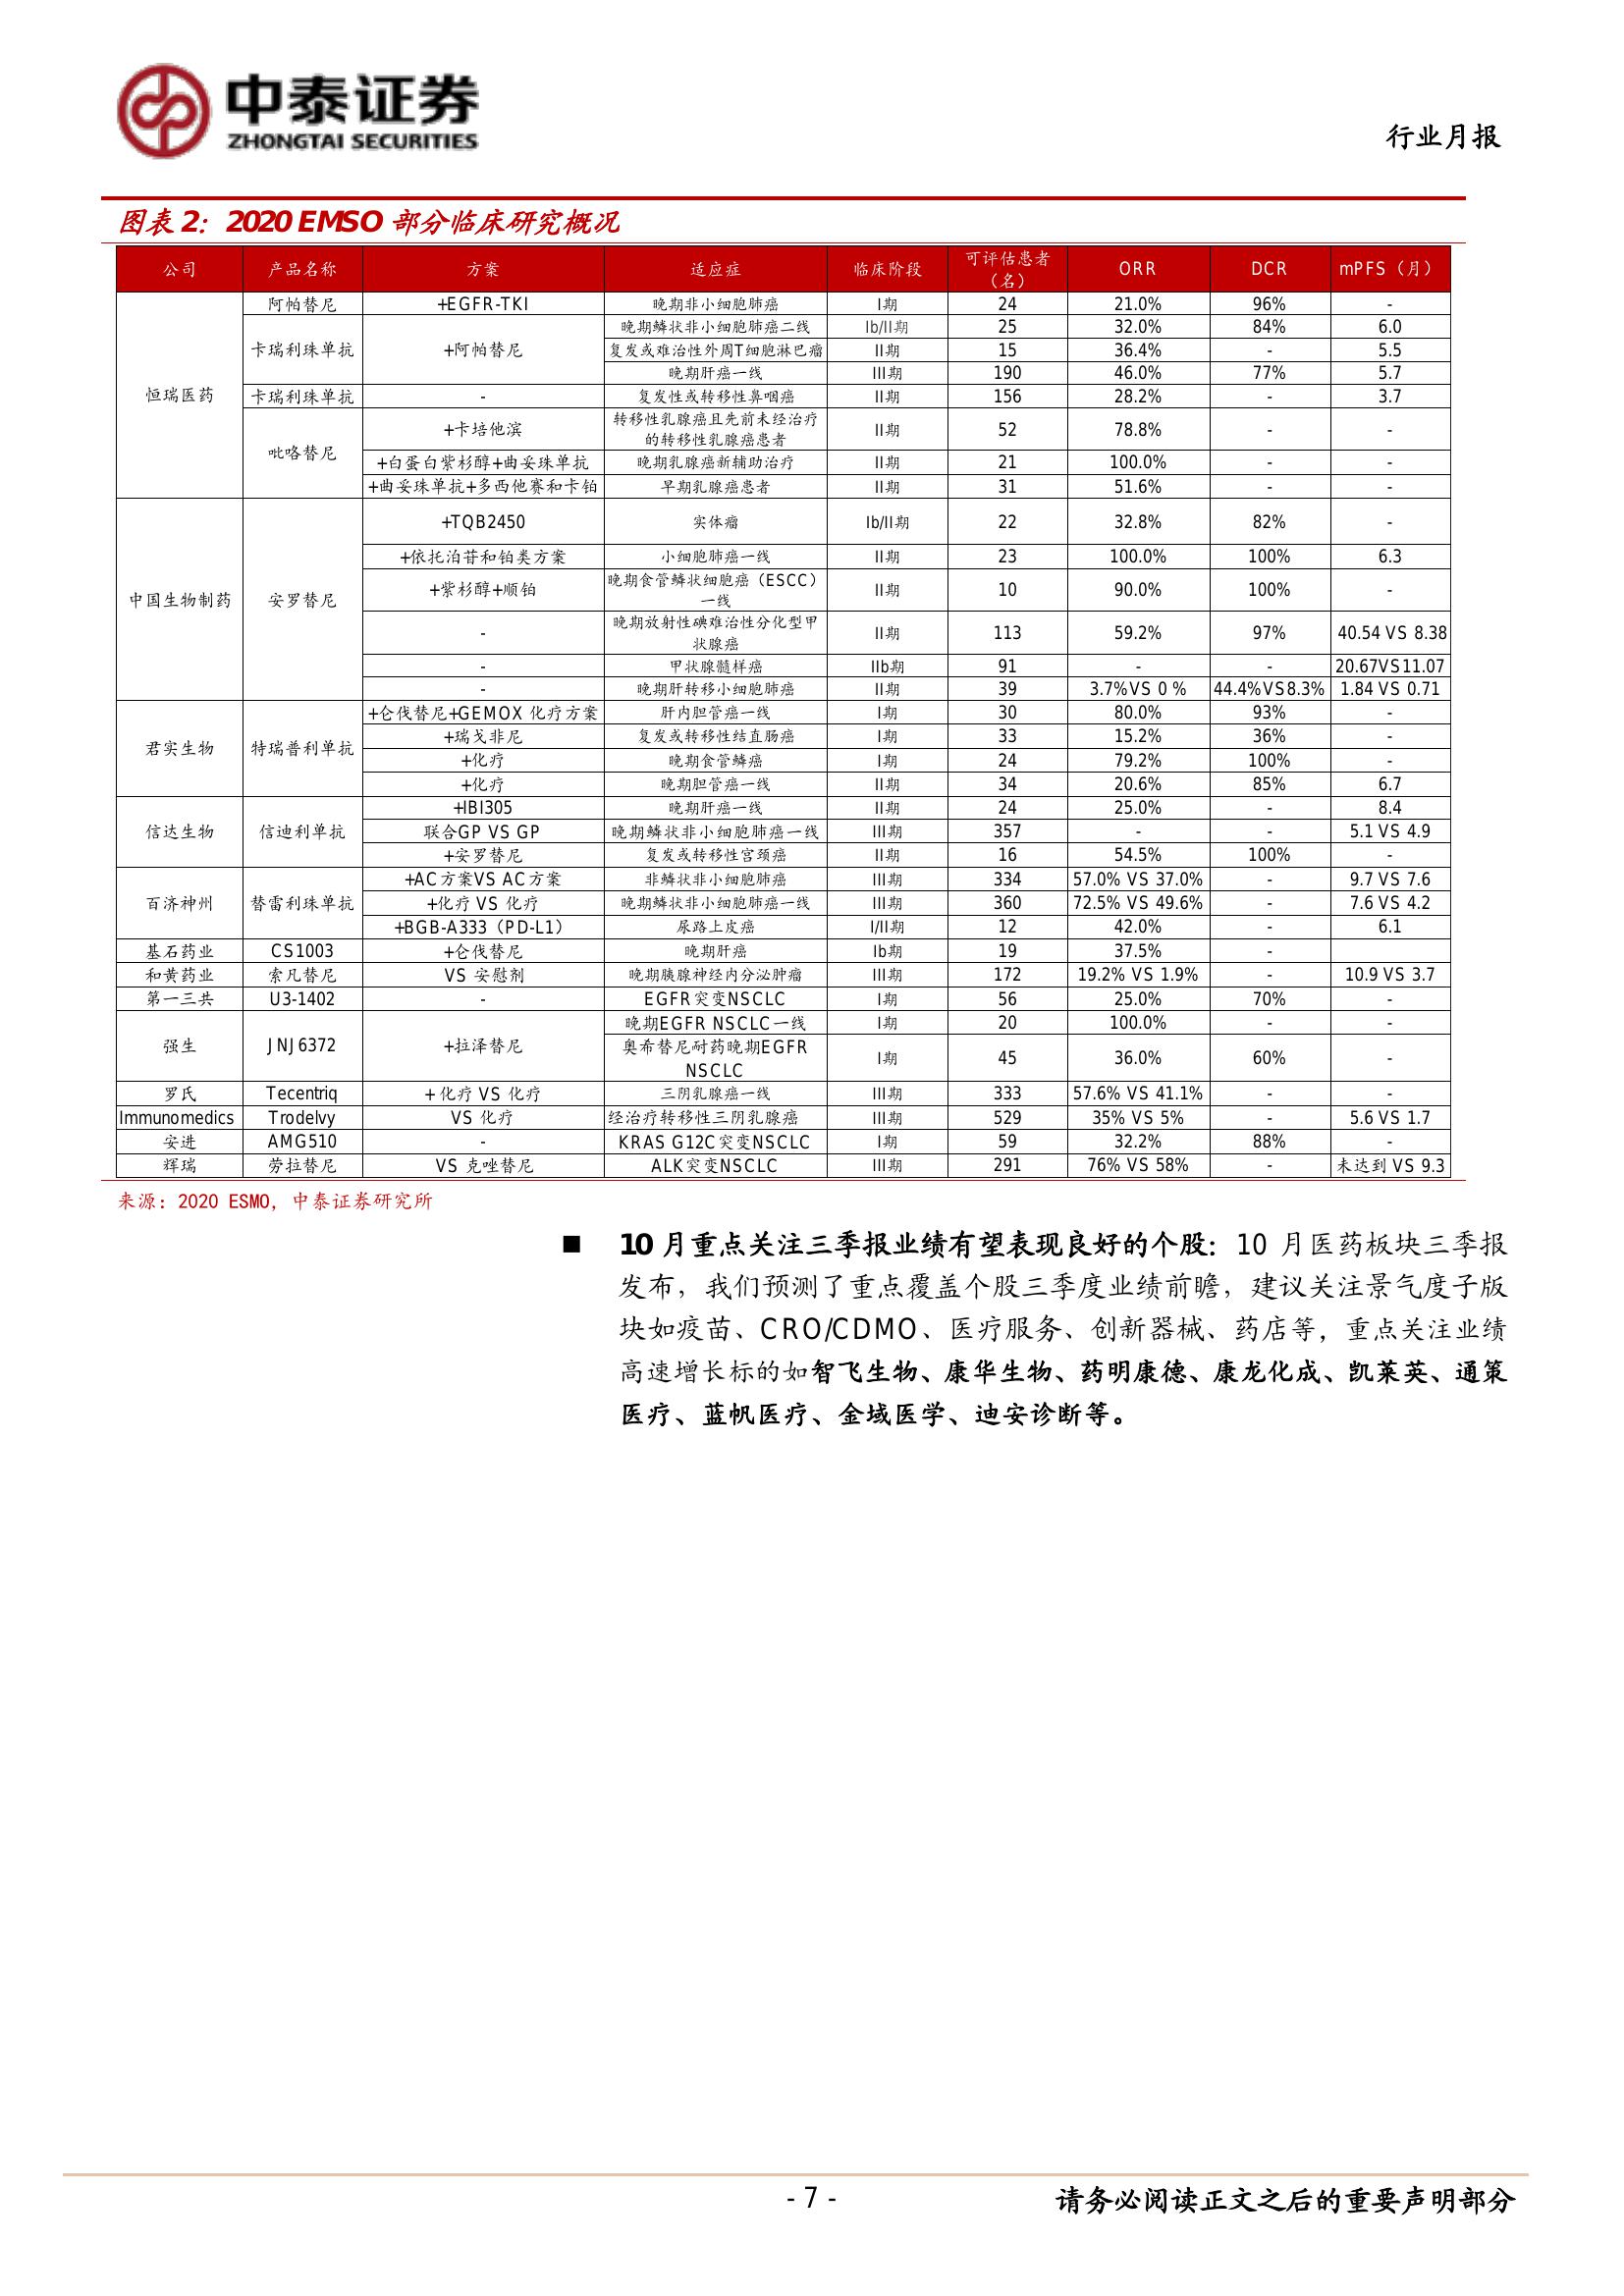 中泰证券
ZHONGTAI SECURITIES
行业月报
图表 2：2020 EMSO 部分临床研究概况
公司 产品名称 方案 适应症 临床阶段 可评估患者（名） ORR DCR mPFS（月）
恒瑞医药 阿帕替尼 +EGFR-TKI 晚期非小细胞肺癌 I期 24 21.0% 96% -
卡瑞利珠单抗 +阿帕替尼 晚期鳞状非小细胞肺癌二线 Ib/II期 25 32.0% 84% 6.0
复发或难治性外周T细胞淋巴瘤 II期 15 36.4% - 5.5
晚期肝癌一线 III期 190 46.0% 77% 5.7
卡瑞利珠单抗 - 复发性或转移性鼻咽癌 II期 156 28.2% - 3.7
吡咯替尼 +卡培他滨 转移性乳腺癌且先前未经治疗的转移性乳腺癌患者 II期 52 78.8% - -
+白蛋白紫杉醇+曲妥珠单抗 晚期乳腺癌新辅助治疗 II期 21 100.0% - -
+曲妥珠单抗+多西他赛和卡铂 早期乳腺癌患者 II期 31 51.6% - -
中国生物制药 安罗替尼 +TQB2450 实体瘤 Ib/II期 22 32.8% 82% -
+依托泊苷和铂类方案 小细胞肺癌一线 II期 23 100.0% 100% 6.3
+紫杉醇+顺铂 晚期食管鳞状细胞癌（ESCC）一线 II期 10 90.0% 100% -
- 晚期放射性碘难治性分化型甲状腺癌 II期 113 59.2% 97% 40.54 VS 8.38
- 甲状腺髓样癌 IIb期 91 - - 20.67VS11.07
- 晚期肝转移小细胞肺癌 II期 39 3.7%VS 0 % 44.4%VS8.3% 1.84 VS 0.71
君实生物 特瑞普利单抗 +仑伐替尼+GEMOX 化疗方案 肝内胆管癌一线 I期 30 80.0% 93% -
+瑞戈非尼 复发或转移性结直肠癌 I期 33 15.2% 36% -
+化疗 晚期食管鳞癌 I期 24 79.2% 100% -
+化疗 晚期胆管癌一线 II期 34 20.6% 85% 6.7
信达生物 信迪利单抗 +IBI305 晚期肝癌一线 II期 24 25.0% - 8.4
联合GP VS GP 晚期鳞状非小细胞肺癌一线 III期 357 - - 5.1 VS 4.9
+安罗替尼 复发或转移性宫颈癌 II期 16 54.5% 100% -
百济神州 替雷利珠单抗 +AC方案VS AC方案 非鳞状非小细胞肺癌 III期 334 57.0% VS 37.0% - 9.7 VS 7.6
+化疗 VS 化疗 晚期鳞状非小细胞肺癌一线 III期 360 72.5% VS 49.6% - 7.6 VS 4.2
+BGB-A333（PD-L1） 尿路上皮癌 I/II期 12 42.0% - 6.1
基石药业 CS1003 +仑伐替尼 晚期肝癌 Ib期 19 37.5% -
和黄药业 索凡替尼 VS 安慰剂 晚期胰腺神经内分泌肿瘤 III期 172 19.2% VS 1.9% - 10.9 VS 3.7
第一三共 U3-1402 - EGFR突变NSCLC I期 56 25.0% 70% -
强生 JNJ6372 +拉泽替尼 晚期EGFR NSCLC一线 I期 20 100.0% - -
奥希替尼耐药晚期EGFR NSCLC I期 45 36.0% 60% -
罗氏 Tecentriq + 化疗 VS 化疗 三阴乳腺癌一线 III期 333 57.6% VS 41.1% - -
Immunomedics Trodelvy VS 化疗 经治疗转移性三阴乳腺癌 III期 529 35% VS 5% - 5.6 VS 1.7
安进 AMG510 - KRAS G12C突变NSCLC I期 59 32.2% 88% -
辉瑞 劳拉替尼 VS 克唑替尼 ALK突变NSCLC III期 291 76% VS 58% - 未达到 VS 9.3
来源：2020 ESMO，中泰证券研究所
■ 10 月重点关注三季报业绩有望表现良好的个股：10 月医药板块三季报
发布，我们预测了重点覆盖个股三季度业绩前瞻，建议关注景气度子版
块如疫苗、CRO/CDMO、医疗服务、创新器械、药店等，重点关注业绩
高速增长标的如智飞生物、康华生物、药明康德、康龙化成、凯莱英、通策
医疗、蓝帆医疗、金域医学、迪安诊断等。
- 7 -
请务必阅读正文之后的重要声明部分